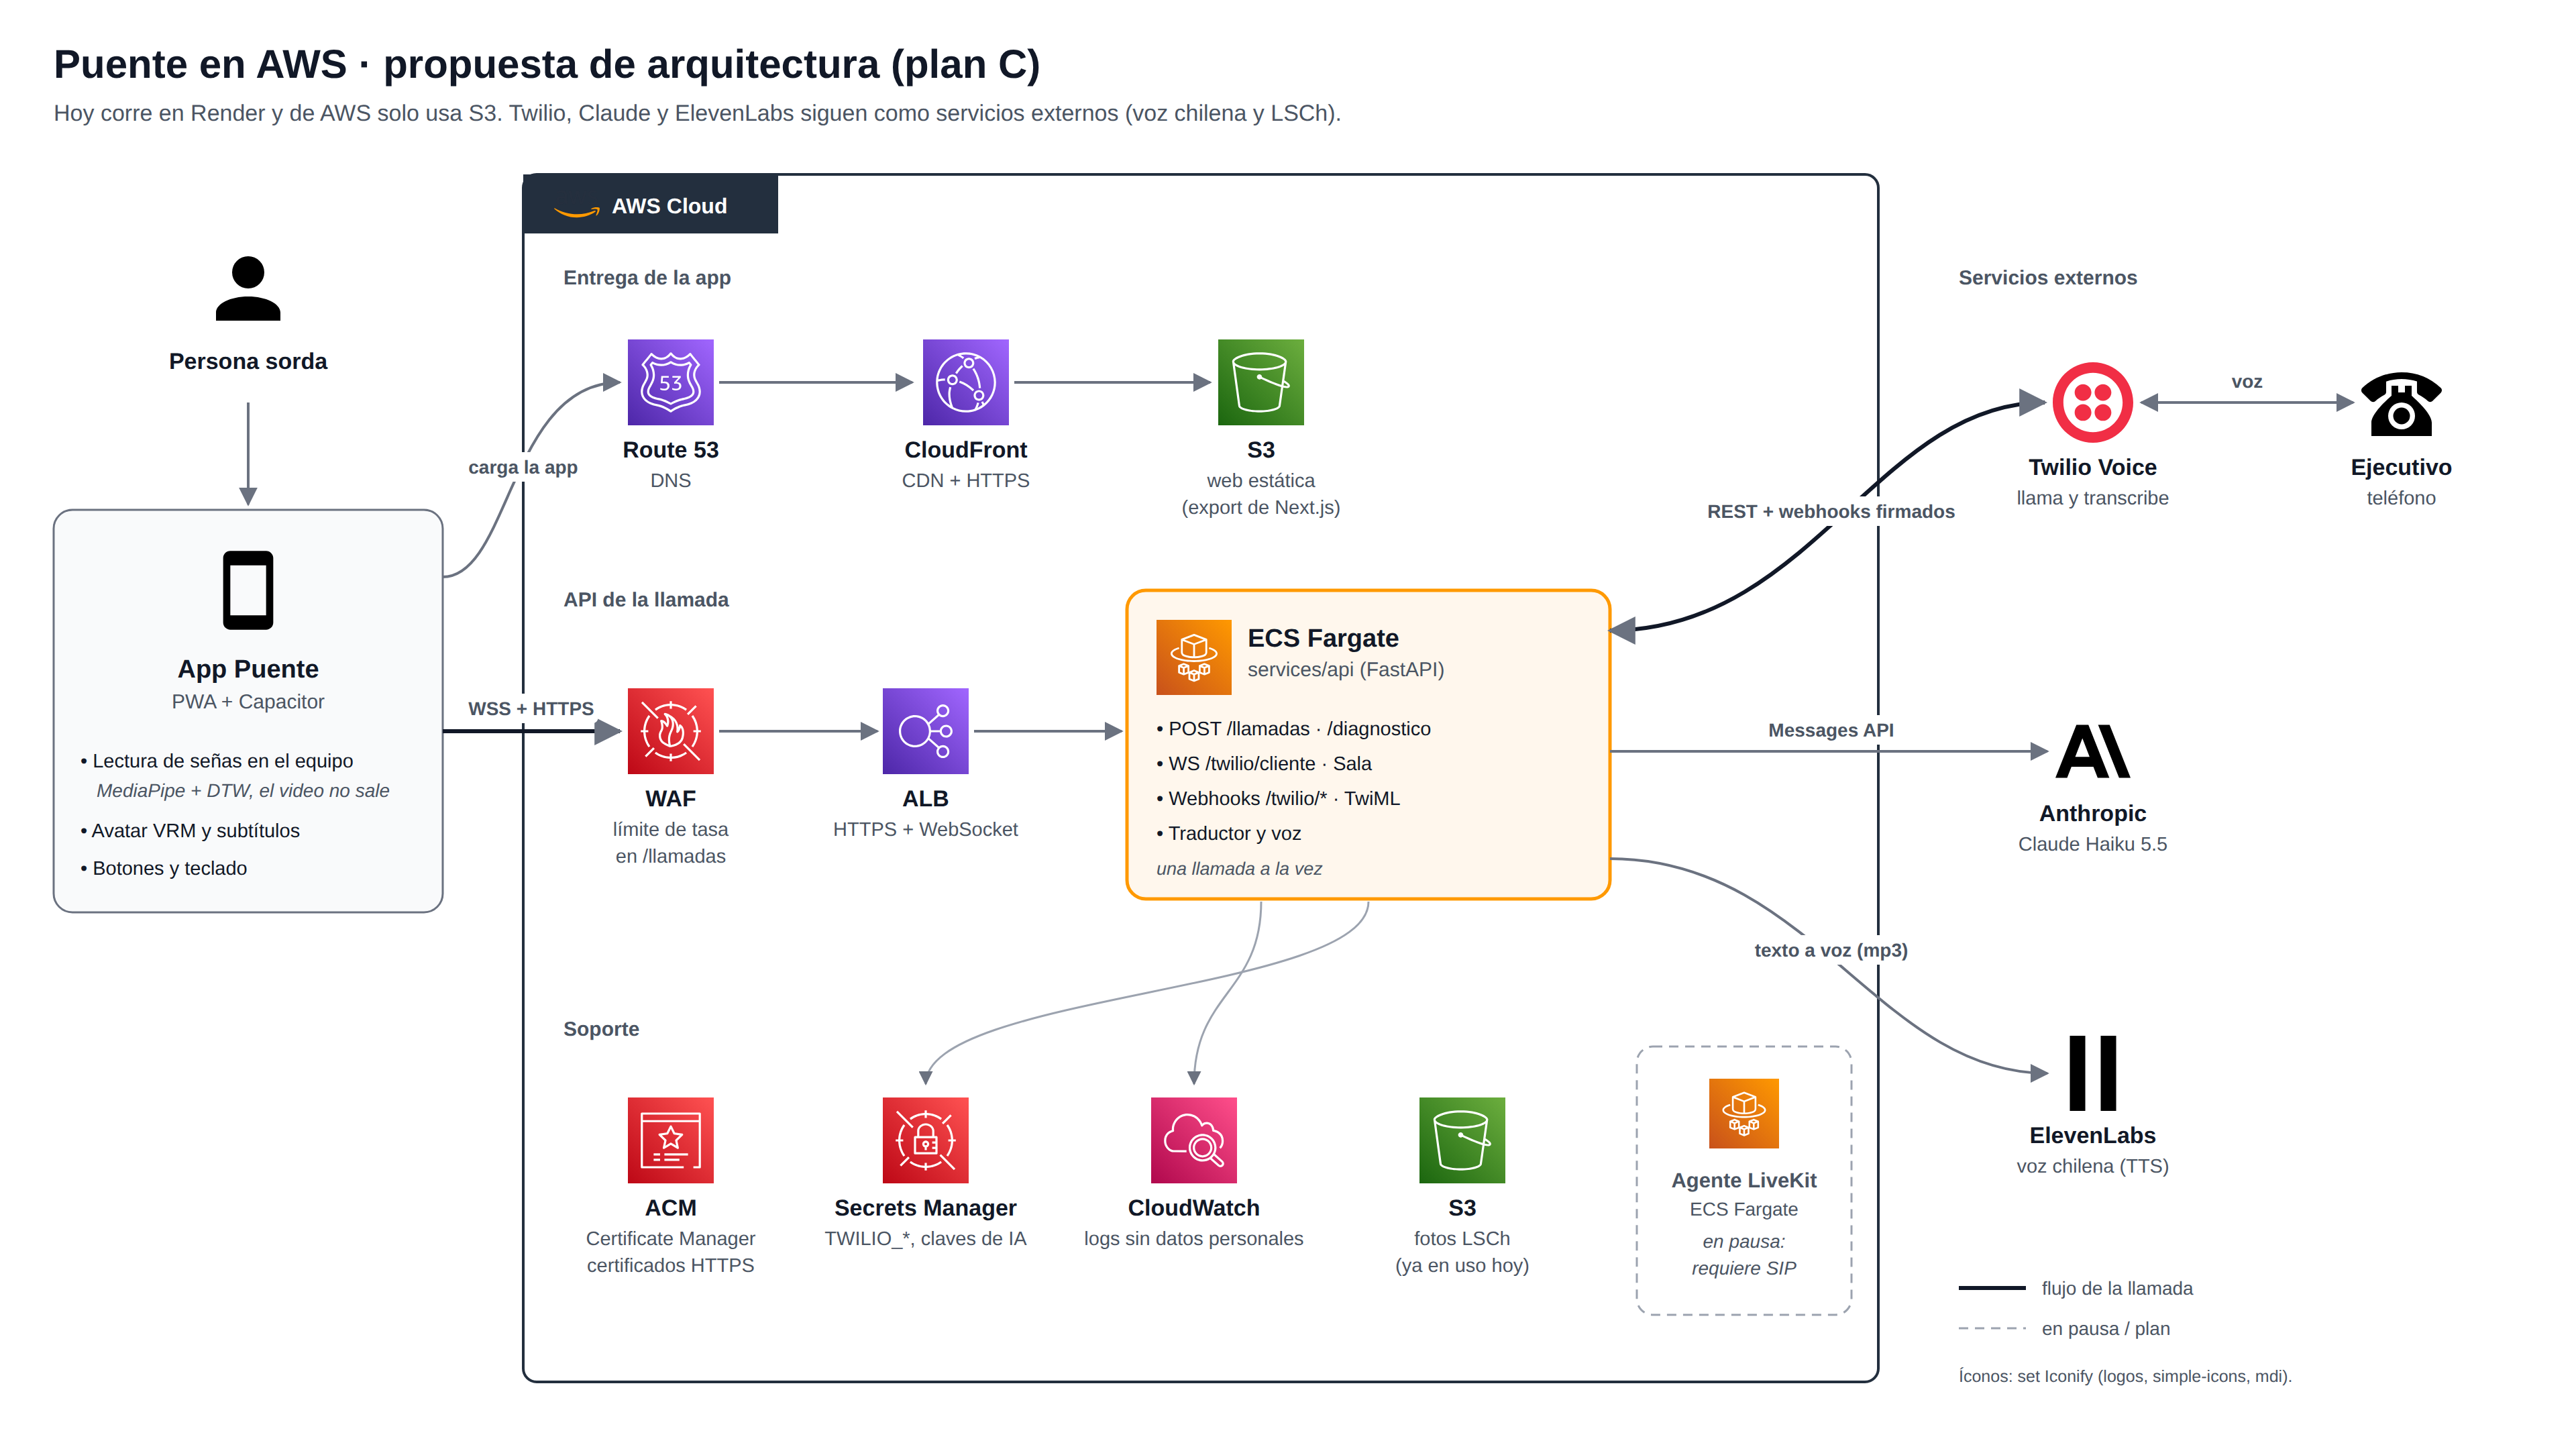 Puente en AWS · propuesta de arquitectura (plan C)
Hoy corre en Render y de AWS solo usa S3. Twilio, Claude y ElevenLabs siguen como servicios externos (voz chilena y LSCh).
AWS Cloud
Persona sorda
App Puente
PWA + Capacitor
• Lectura de señas en el equipo
MediaPipe + DTW, el video no sale
• Avatar VRM y subtítulos
• Botones y teclado
carga la app
WSS + HTTPS
Entrega de la app
53
Route 53
DNS
CloudFront
CDN + HTTPS
S3
web estática
(export de Next.js)
API de la llamada
WAF
límite de tasa
en /llamadas
ALB
HTTPS + WebSocket
ECS Fargate
services/api (FastAPI)
• POST /llamadas · /diagnostico
• WS /twilio/cliente · Sala
• Webhooks /twilio/* · TwiML
• Traductor y voz
una llamada a la vez
Soporte
ACM
Certificate Manager
certificados HTTPS
Secrets Manager
TWILIO_*, claves de IA
CloudWatch
logs sin datos personales
S3
fotos LSCh
(ya en uso hoy)
Agente LiveKit
ECS Fargate
en pausa:
requiere SIP
Servicios externos
REST + webhooks firmados
Twilio Voice
llama y transcribe
voz
Ejecutivo
teléfono
Messages API
Anthropic
Claude Haiku 5.5
texto a voz (mp3)
ElevenLabs
voz chilena (TTS)
flujo de la llamada
en pausa / plan
Íconos: set Iconify (logos, simple-icons, mdi).